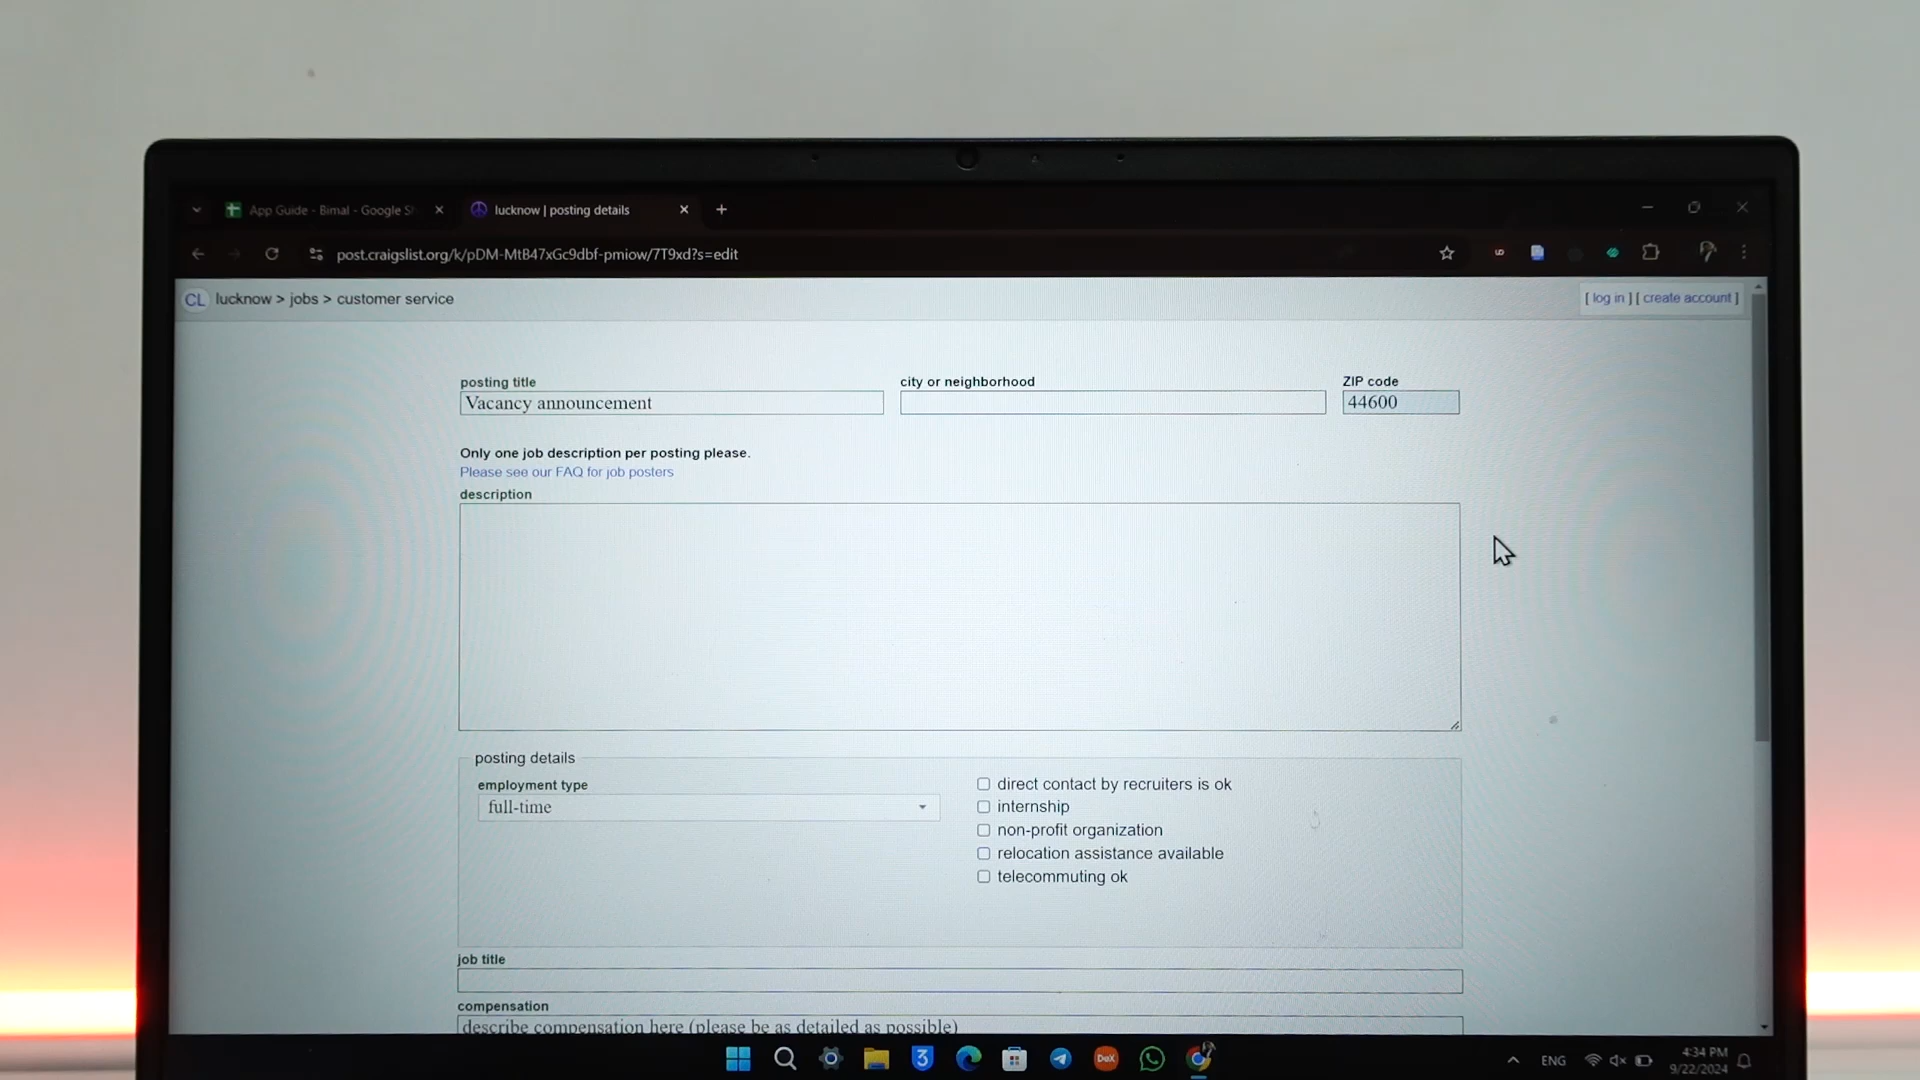 App Guide - Bimal - Google S
lucknow | posting details
post.craigslist.org/k/pDM-MtB47xGc9dbf-pmiow/7T9xd?s=edit
CL lucknow > jobs > customer service
[ log in ] [ create account ]
posting title
city or neighborhood
ZIP code
Vacancy announcement
44600
Only one job description per posting please.
Please see our FAQ for job posters
description
posting details
employment type
full-time
direct contact by recruiters is ok
internship
non-profit organization
relocation assistance available
telecommuting ok
job title
compensation
describe compensation here (please be as detailed as possible)
3
DeX
ENG
4:34 PM
9/22/2024